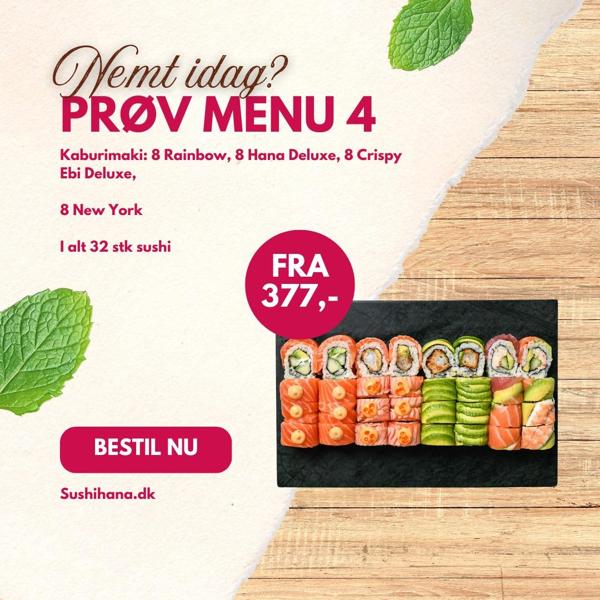 Nemt idag?
PRØV MENU 4
Kaburimaki: 8 Rainbow, 8 Hana Deluxe, 8 Crispy
Ebi Deluxe,
8 New York
I alt 32 stk sushi
FRA
377,-
BESTIL NU
Sushihana.dk